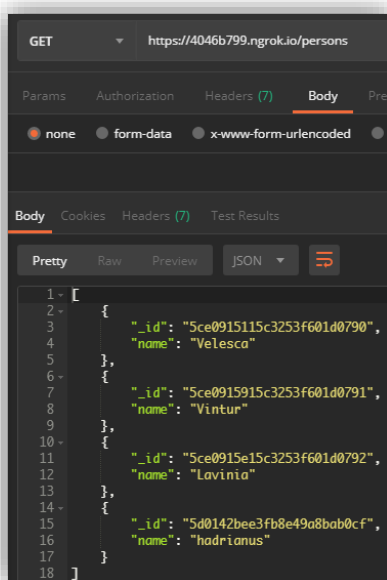 GET https://4046b799.ngrok.io/persons
Params Authorization Headers (7) Body Pre
none form-data x-www-form-urlencoded
Body Cookies Headers (7) Test Results
Pretty Raw Preview JSON
1 [
2 {
3 "_id": "5ce0915115c3253f601d0790",
4 "name": "Velesca"
5 },
6 {
7 "_id": "5ce0915915c3253f601d0791",
8 "name": "Vintur"
9 },
10 {
11 "_id": "5ce0915e15c3253f601d0792",
12 "name": "Lavinia"
13 },
14 {
15 "_id": "5d0142bee3fb8e49a8bab0cf",
16 "name": "hadrianus"
17 }
18 ]